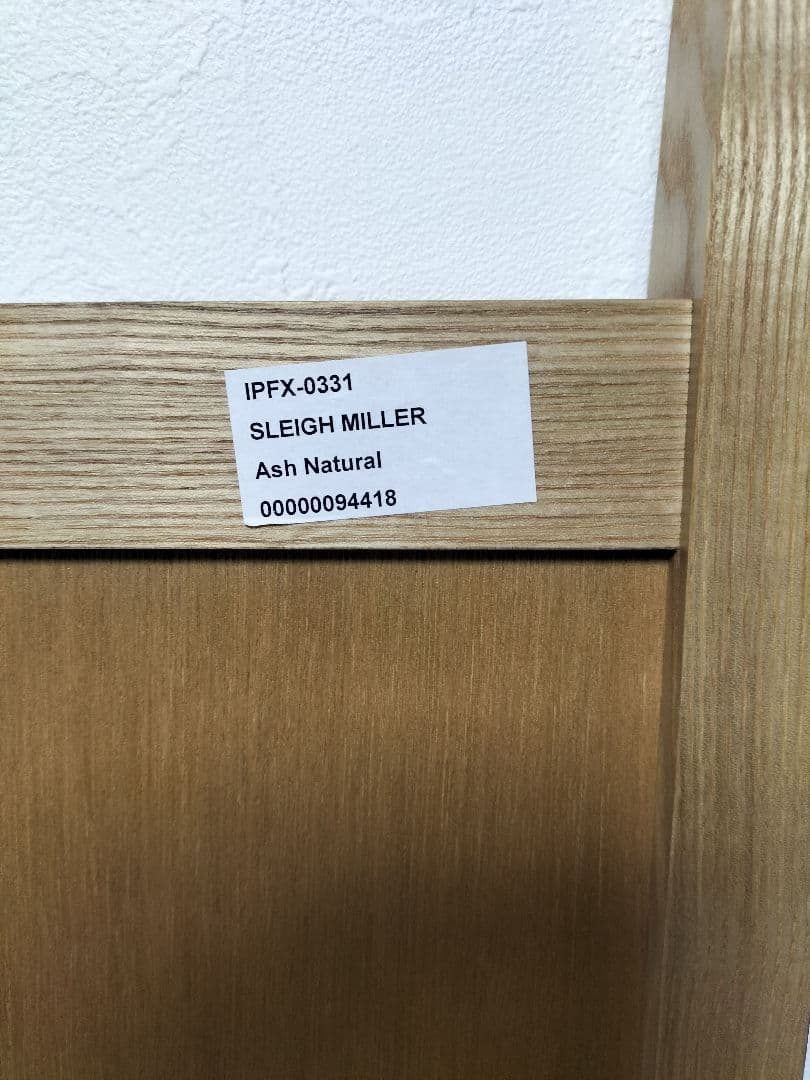 IPFX-0331
SLEIGH MILLER
Ash Natural
00000094418